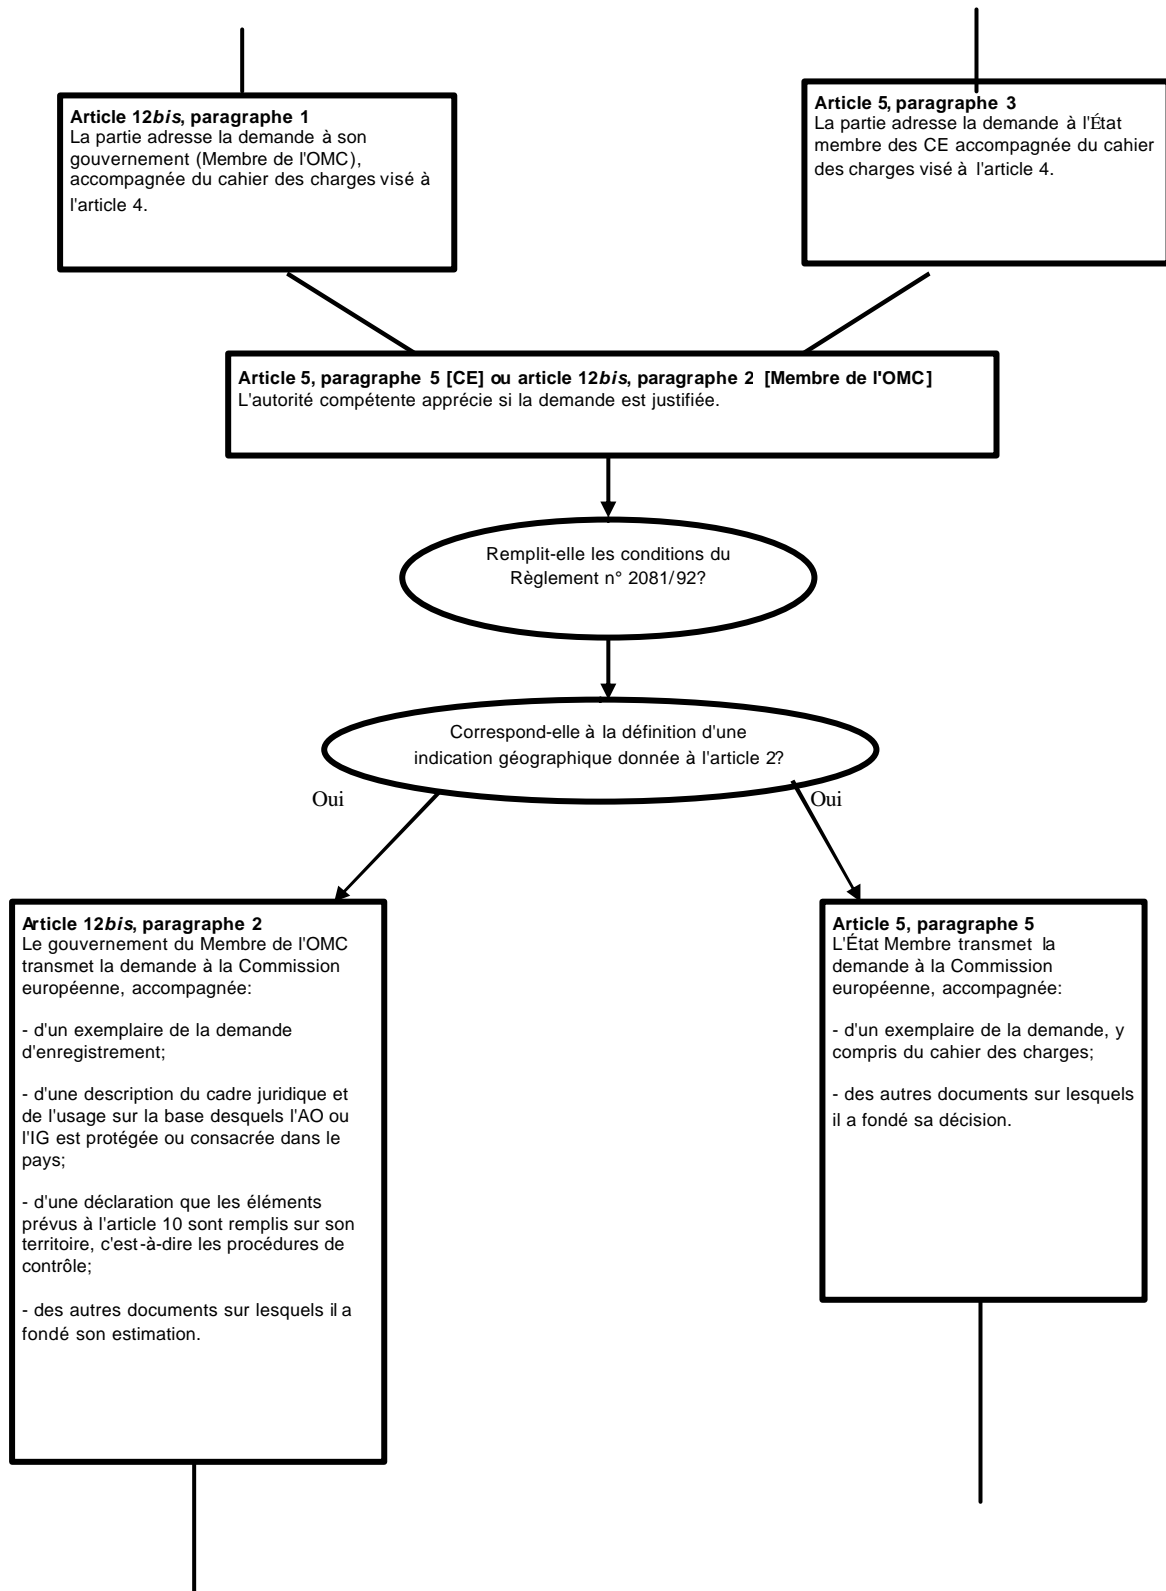 Article 12bis, paragraphe 1
La partie adresse la demande à son
gouvernement (Membre de l'OMC),
accompagnée du cahier des charges visé à
l'article 4.
Article 5, paragraphe 3
La partie adresse la demande à l'État
membre des CE accompagnée du cahier
des charges visé à l'article 4.
Article 5, paragraphe 5 [CE] ou article 12bis, paragraphe 2 [Membre de l'OMC]
L'autorité compétente apprécie si la demande est justifiée.
Remplit-elle les conditions du
Règlement n° 2081/92?
Correspond-elle à la définition d'une
indication géographique donnée à l'article 2?
Oui
Oui
Article 12bis, paragraphe 2
Le gouvernement du Membre de l'OMC
transmet la demande à la Commission
européenne, accompagnée:
- d'un exemplaire de la demande
d'enregistrement;
- d'une description du cadre juridique et
de l'usage sur la base desquels l'AO ou
l'IG est protégée ou consacrée dans le
pays;
- d'une déclaration que les éléments
prévus à l'article 10 sont remplis sur son
territoire, c'est-à-dire les procédures de
contrôle;
- des autres documents sur lesquels il a
fondé son estimation.
Article 5, paragraphe 5
L'État Membre transmet la
demande à la Commission
européenne, accompagnée:
- d'un exemplaire de la demande, y
compris du cahier des charges;
- des autres documents sur lesquels
il a fondé sa décision.